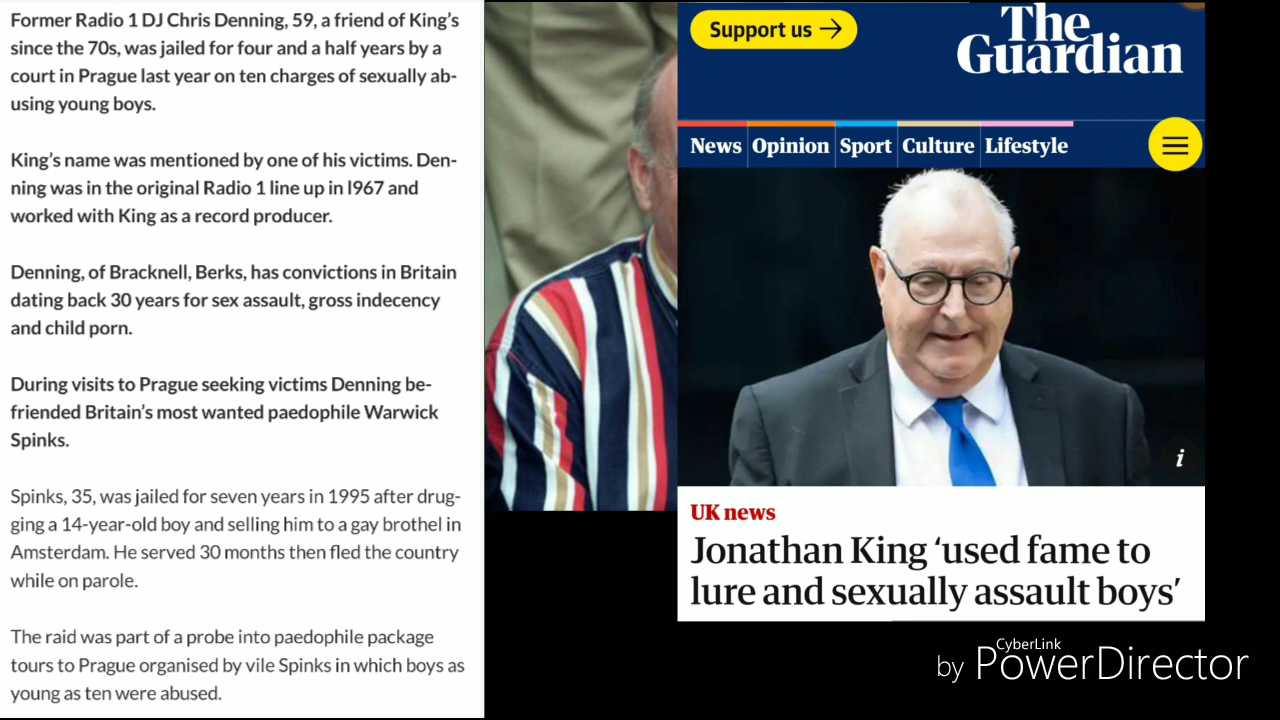 Former Radio 1 DJ Chris Denning, 59, a friend of King’s
since the 70s, was jailed for four and a half years by a
court in Prague last year on ten charges of sexually ab-
using young boys.
King’s name was mentioned by one of his victims. Den-
ning was in the original Radio 1 line up in l967 and
worked with King as a record producer.
Denning, of Bracknell, Berks, has convictions in Britain
dating back 30 years for sex assault, gross indecency
and child porn.
During visits to Prague seeking victims Denning be-
friended Britain’s most wanted paedophile Warwick
Spinks.
Spinks, 35, was jailed for seven years in 1995 after drug-
ging a 14-year-old boy and selling him to a gay brothel in
Amsterdam. He served 30 months then fled the country
while on parole.
The raid was part of a probe into paedophile package
tours to Prague organised by vile Spinks in which boys as
young as ten were abused.
Support us →
The
Guardian
News Opinion Sport Culture Lifestyle
i
UK news
Jonathan King ‘used fame to
lure and sexually assault boys’
CyberLink
by PowerDirector